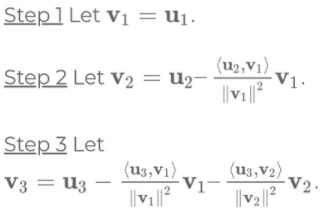 Step 1 Let v₁ = u₁.
Step 2 Let v₂ = u₂− ⟨u₂,v₁⟩/‖v₁‖² v₁.
Step 3 Let
v₃ = u₃ − ⟨u₃,v₁⟩/‖v₁‖² v₁− ⟨u₃,v₂⟩/‖v₂‖² v₂.